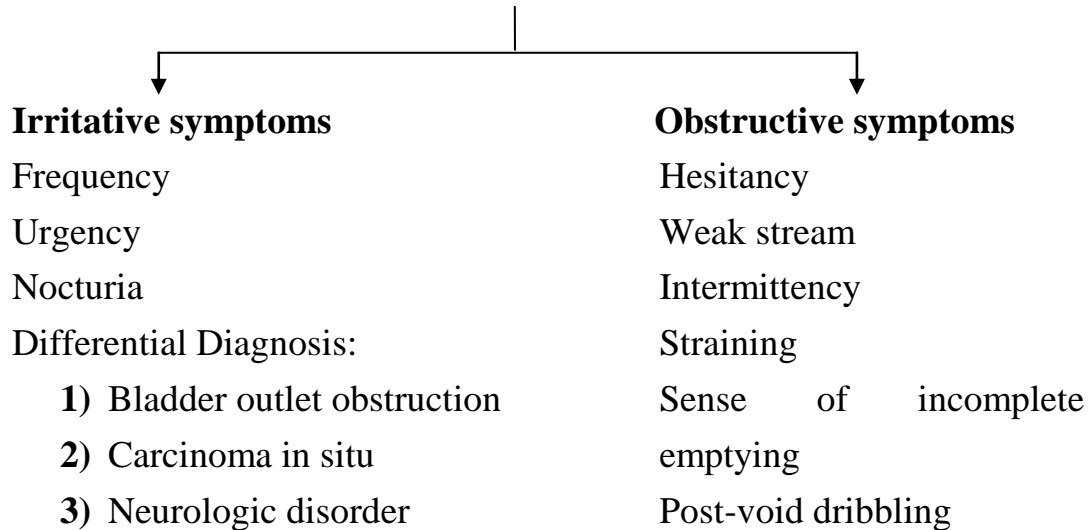 Irritative symptoms
Frequency
Urgency
Nocturia
Differential Diagnosis:
1) Bladder outlet obstruction
2) Carcinoma in situ
3) Neurologic disorder
Obstructive symptoms
Hesitancy
Weak stream
Intermittency
Straining
Sense of incomplete
emptying
Post-void dribbling